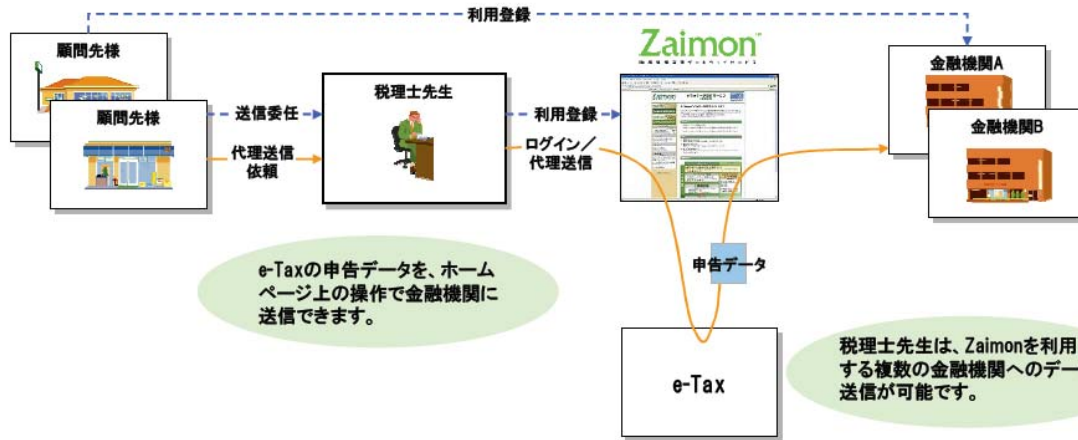 利用登録
顧問先様
顧問先様
送信委任
代理送信
依頼
税理士先生
利用登録
ログイン／
代理送信
Zaimon™
金融機関A
金融機関B
申告データ
e-Taxの申告データを、ホーム
ページ上の操作で金融機関に
送信できます。
e-Tax
税理士先生は、Zaimonを利用
する複数の金融機関へのデー
送信が可能です。